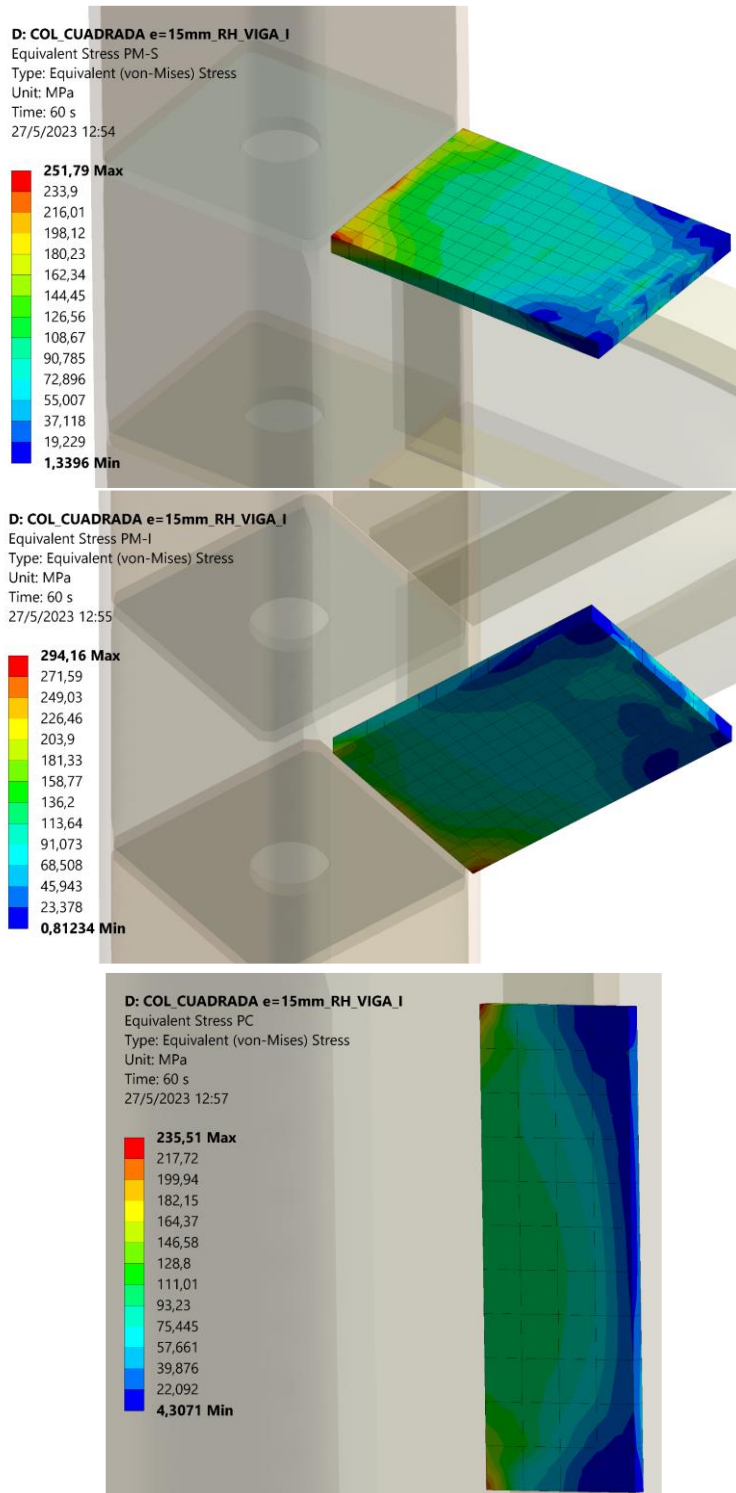 D: COL_CUADRADA e=15mm_RH_VIGA_I
Equivalent Stress PM-S
Type: Equivalent (von-Mises) Stress
Unit: MPa
Time: 60 s
27/5/2023 12:54
251,79 Max
233,9
216,01
198,12
180,23
162,34
144,45
126,56
108,67
90,785
72,896
55,007
37,118
19,229
1,3396 Min
D: COL_CUADRADA e=15mm_RH_VIGA_I
Equivalent Stress PM-I
Type: Equivalent (von-Mises) Stress
Unit: MPa
Time: 60 s
27/5/2023 12:55
294,16 Max
271,59
249,03
226,46
203,9
181,33
158,77
136,2
113,64
91,073
68,508
45,943
23,378
0,81234 Min
D: COL_CUADRADA e=15mm_RH_VIGA_I
Equivalent Stress PC
Type: Equivalent (von-Mises) Stress
Unit: MPa
Time: 60 s
27/5/2023 12:57
235,51 Max
217,72
199,94
182,15
164,37
146,58
128,8
111,01
93,23
75,445
57,661
39,876
22,092
4,3071 Min